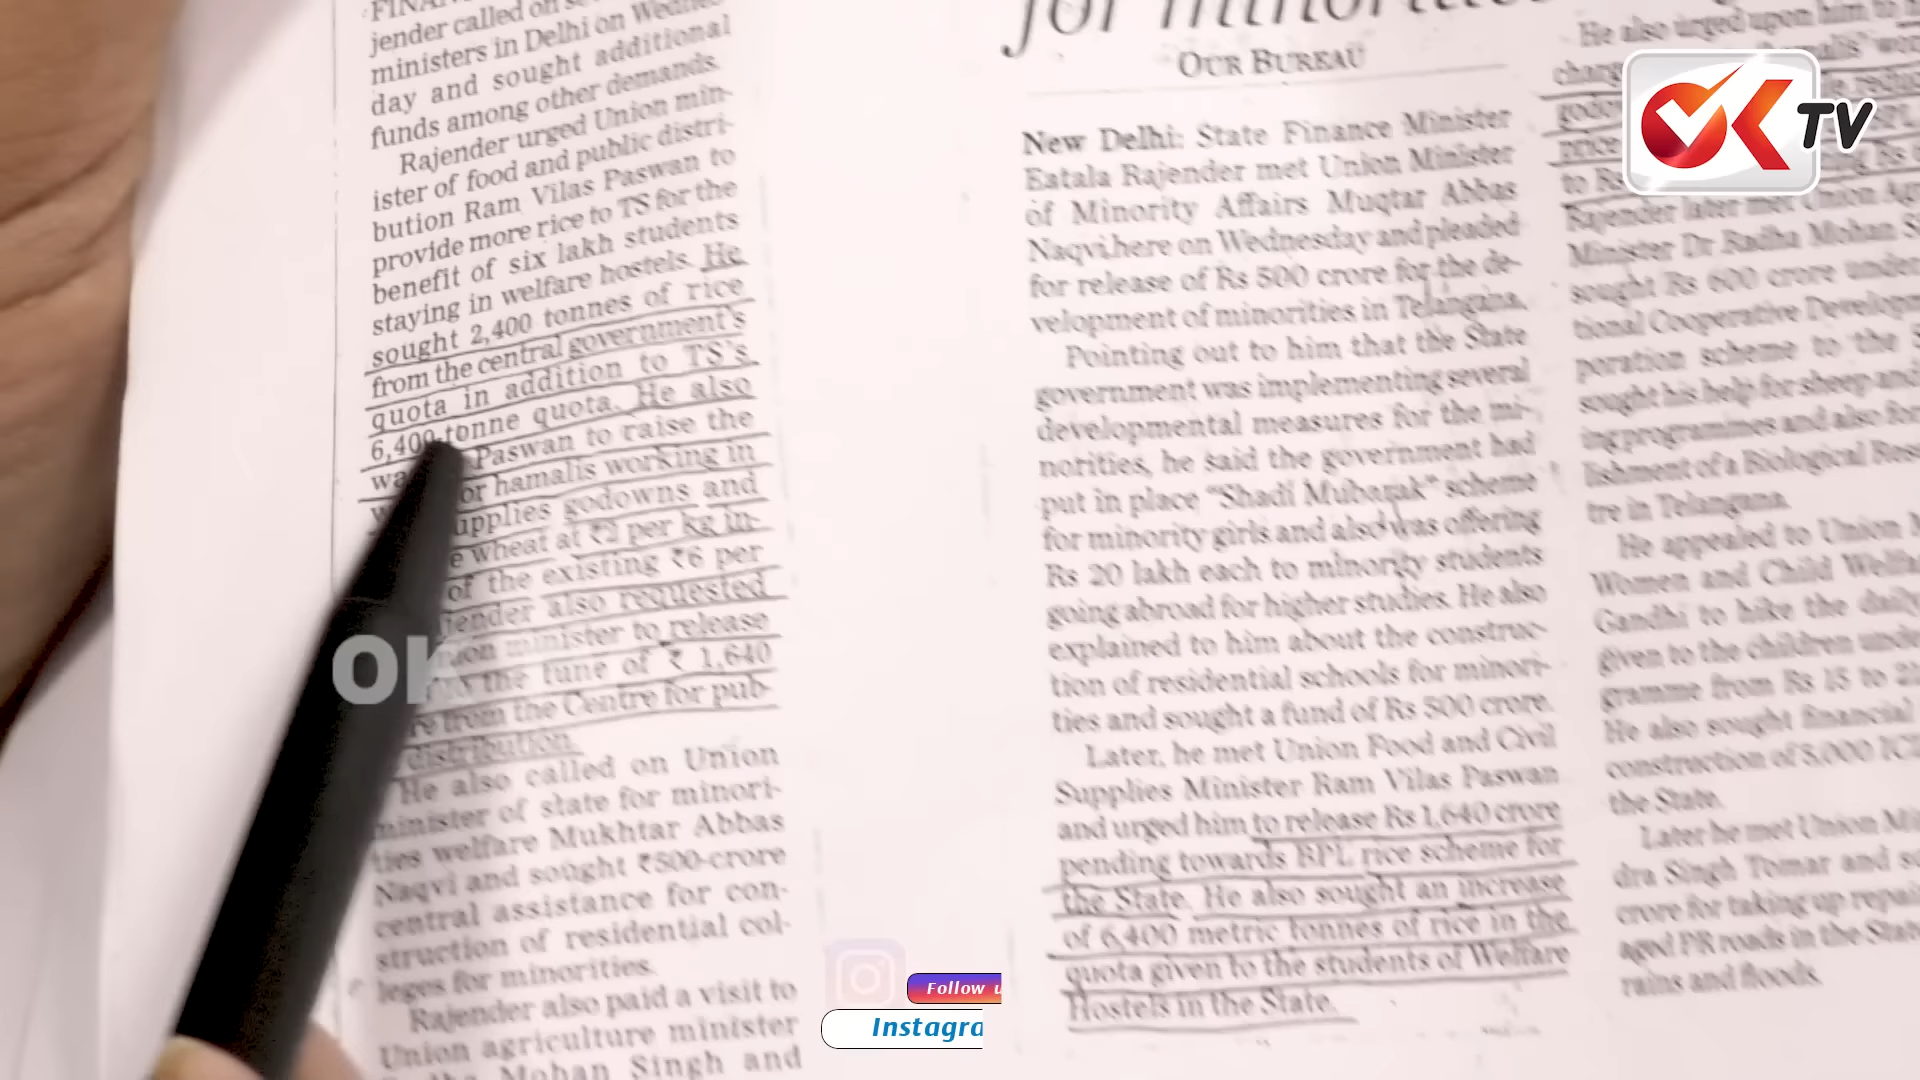 jender called on
ministers in Delhi on Wednes-
day and sought additional
funds among other demands.
Rajender urged Union min-
ister of food and public distri-
bution Ram Vilas Paswan to
provide more rice to TS for the
benefit of six lakh students
staying in welfare hostels. He
sought 2,400 tonnes of rice
from the central government's
quota in addition to TS's
6,400-tonne quota. He also
Paswan to raise the
or hamalis working in
upplies godowns and
e wheat at ₹2 per kg in-
of the existing ₹6 per
jender also requested
minister to release
the tune of ₹ 1,640
re from the Centre for pub-
distribution.
He also called on Union
minister of state for minori-
ties welfare Mukhtar Abbas
Naqvi and sought ₹500-crore
central assistance for con-
struction of residential col-
leges for minorities.
Rajender also paid a visit to
Union agriculture minister
Mohan Singh and
for
OUR BUREAU
New Delhi: State Finance Minister
Eatala Rajender met Union Minister
of Minority Affairs Muqtar Abbas
Naqvi here on Wednesday and pleaded
for release of Rs 500 crore for the de-
velopment of minorities in Telangana.
Pointing out to him that the State
government was implementing several
developmental measures for the mi-
norities, he said the government had
put in place "Shadi Mubarak" scheme
for minority girls and also was offering
Rs 20 lakh each to minority students
going abroad for higher studies. He also
explained to him about the construc-
tion of residential schools for minori-
ties and sought a fund of Rs 500 crore.
Later, he met Union Food and Civil
Supplies Minister Ram Vilas Paswan
and urged him to release Rs 1,640 crore
pending towards BPL rice scheme for
the State. He also sought an increase
of 6,400 metric tonnes of rice in the
quota given to the students of Welfare
Hostels in the State.
He also urged upon him to
price
to Rs
Rajender later met Union Ag
Minister Dr Radha Mohan S
sought Rs 600 crore under
tional Cooperative Develop
poration scheme to the S
sought his help for sheep and
ing programmes and also for
lishment of a Biological Res
tre in Telangana.
He appealed to Union M
Women and Child Welfa
Gandhi to hike the daily
given to the children unde
gramme from Rs 15 to 2
He also sought financial
construction of 5,000 IC
the State.
Later he met Union Mi
dra Singh Tomar and so
crore for taking up repai
aged PR roads in the State
rains and floods.
OK TV
OK
Follow u
Instagra